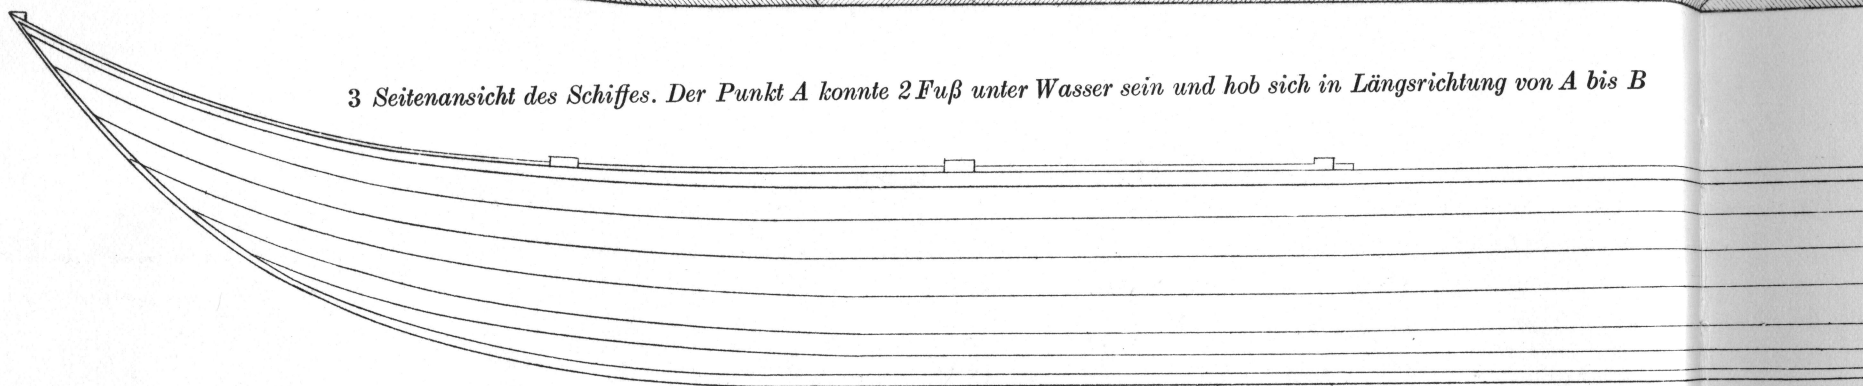 3 Seitenansicht des Schiffes. Der Punkt A konnte 2 Fuß unter Wasser sein und hob sich in Längsrichtung von A bis B